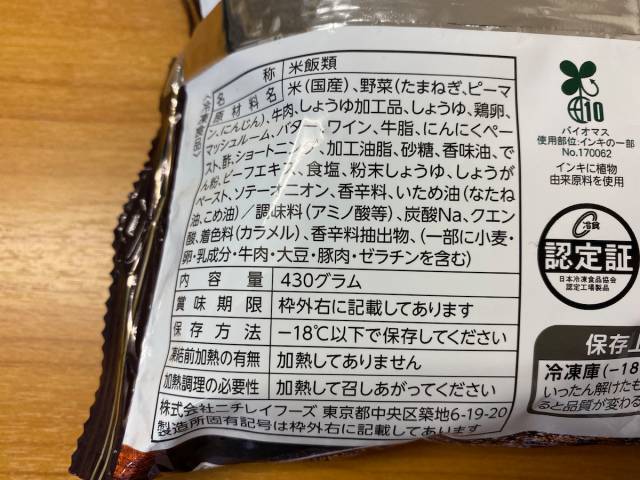 〈冷凍食品〉
名 称 米飯類
原材料名 米(国産)、野菜(たまねぎ、ピーマ
ン、にんじん)、牛肉、しょうゆ加工品、しょうゆ、鶏卵、
マッシュルーム、バター、ワイン、牛脂、にんにくペー
スト、酢、ショートニング、加工油脂、砂糖、香味油、で
ん粉、ビーフエキス、食塩、粉末しょうゆ、しょうが
ペースト、ソテーオニオン、香辛料、いため油(なたね
油、こめ油)/調味料(アミノ酸等)、炭酸Na、クエン
酸、着色料(カラメル)、香辛料抽出物、(一部に小麦・
卵・乳成分・牛肉・大豆・豚肉・ゼラチンを含む)
内容量 430グラム
賞味期限 枠外右に記載してあります
保存方法 −18℃以下で保存してください
凍結前加熱の有無 加熱してありません
加熱調理の必要性 加熱して召しあがってください
株式会社ニチレイフーズ 東京都中央区築地6-19-20
製造所固有記号は枠外右に記載してあります
10
バイオマス
使用部位:インキの一部
No.170062
インキに植物
由来原料を使用
冷食
認定証
日本冷凍食品協会
認定工場製品
保存上
冷凍庫(−18
いったん解けたも
ると品質が変わる